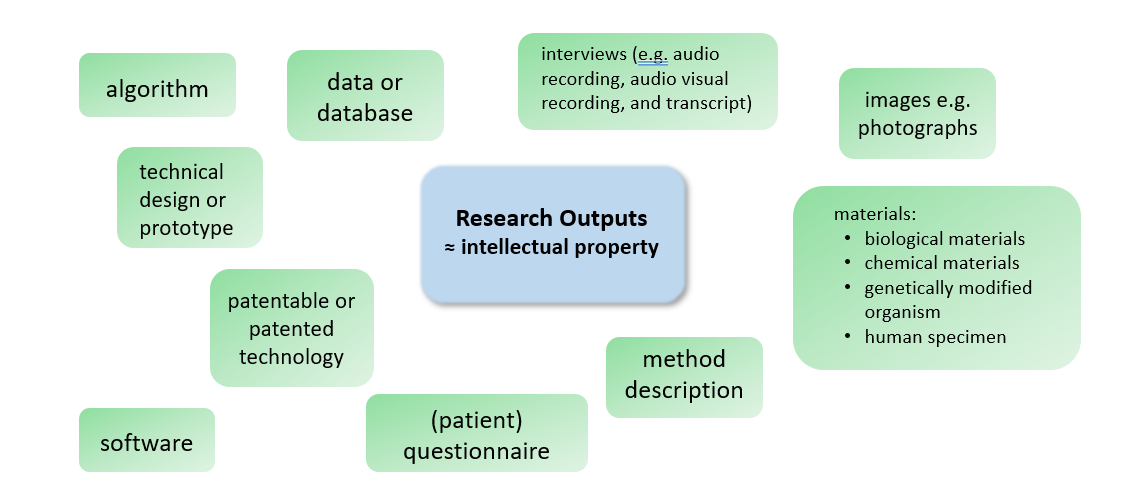 algorithm
data or
database
interviews (e.g. audio
recording, audio visual
recording, and transcript)
images e.g.
photographs
technical
design or
prototype
Research Outputs
≈ intellectual property
materials:
• biological materials
• chemical materials
• genetically modified
organism
• human specimen
patentable or
patented
technology
method
description
software
(patient)
questionnaire